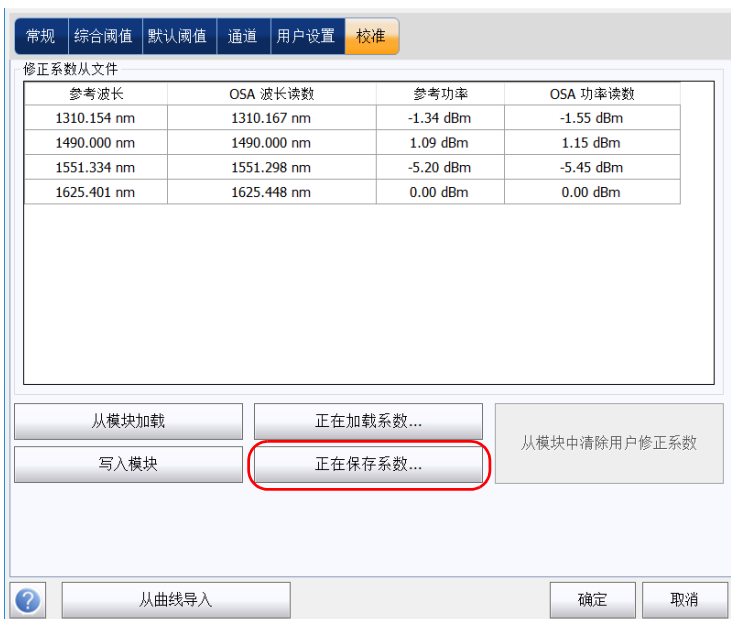 常规 综合阈值 默认阈值 通道 用户设置 校准
修正系数从文件
参考波长 OSA 波长读数 参考功率 OSA 功率读数
1310.154 nm 1310.167 nm -1.34 dBm -1.55 dBm
1490.000 nm 1490.000 nm 1.09 dBm 1.15 dBm
1551.334 nm 1551.298 nm -5.20 dBm -5.45 dBm
1625.401 nm 1625.448 nm 0.00 dBm 0.00 dBm
从模块加载 正在加载系数...
从模块中清除用户修正系数
写入模块 正在保存系数...
? 从曲线导入 确定 取消